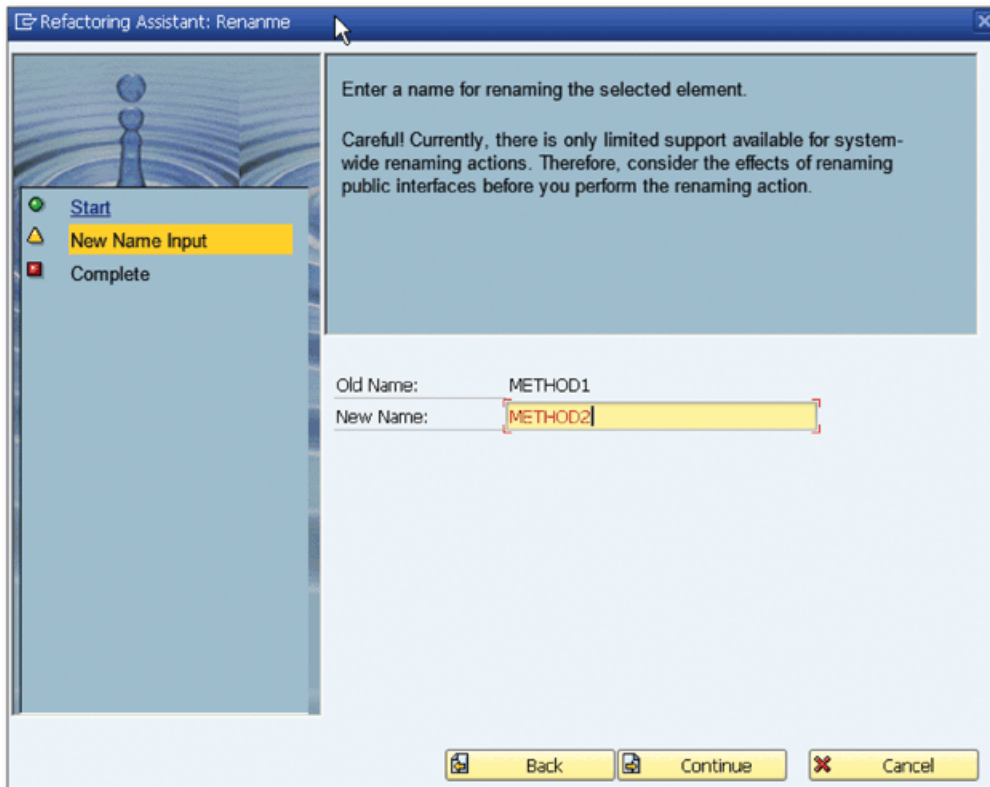 Refactoring Assistant: Renanme
Enter a name for renaming the selected element.
Careful! Currently, there is only limited support available for system-
wide renaming actions. Therefore, consider the effects of renaming
public interfaces before you perform the renaming action.
Start
New Name Input
Complete
Old Name: METHOD1
New Name: METHOD2
Back Continue Cancel